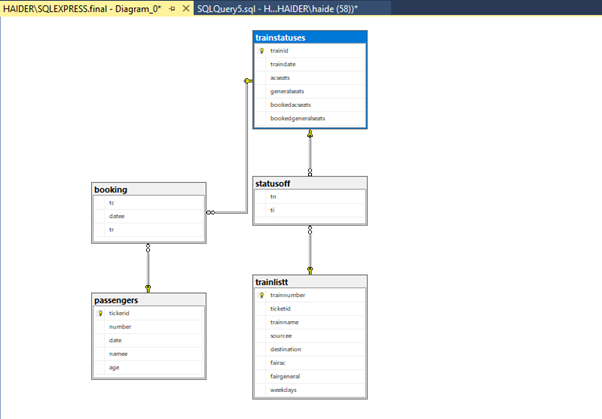 HAIDER\SQLEXPRESS.final - Diagram_0*
SQLQuery5.sql - H...HAIDER\haide (58))*
trainstatuses
trainid
traindate
acseats
generalseats
bookedacseats
bookedgeneralseats
booking
tc
datee
tr
statusoff
tn
ti
passengers
tickerid
number
date
namee
age
trainlistt
trainnumber
ticketid
trainname
sourcee
destination
fairac
fairgeneral
weekdays